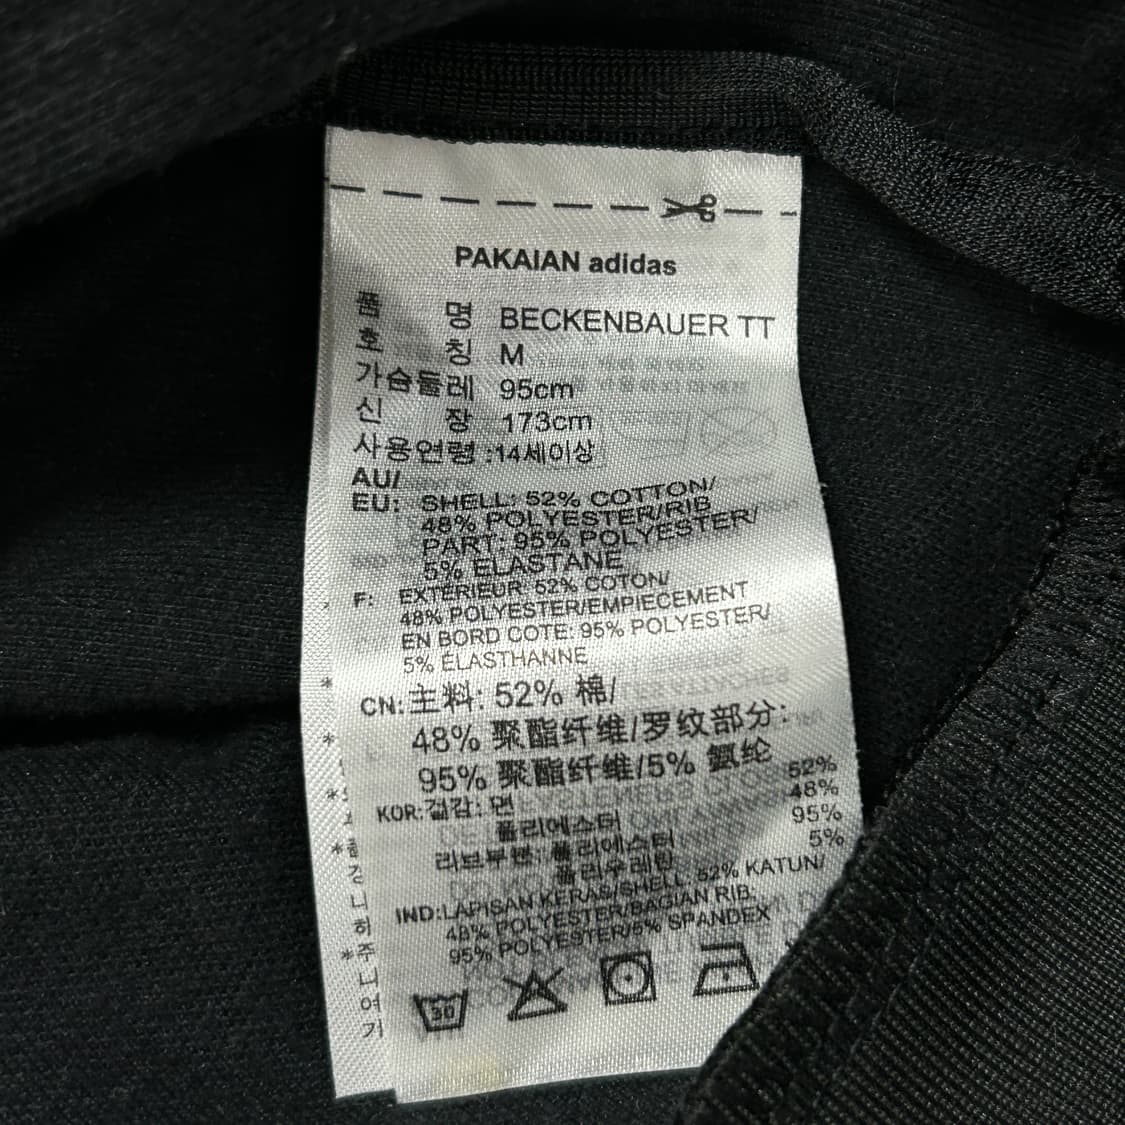 PAKAIAN adidas
품 명 BECKENBAUER TT
호 칭 M
가슴둘레 95cm
신 장 173cm
사용연령 :14세이상
AU/
EU: SHELL: 52% COTTON/
48% POLYESTER/RIB
PART: 95% POLYESTER/
5% ELASTANE
F: EXTERIEUR: 52% COTON/
48% POLYESTER/EMPIECEMENT
EN BORD COTE: 95% POLYESTER/
5% ELASTHANNE
CN: 主料: 52% 棉/
48% 聚酯纤维/罗纹部分:
95% 聚酯纤维/5% 氨纶
KOR: 겉감: 면 52%
폴리에스터 48%
리브부분: 폴리에스터 95%
폴리우레탄 5%
IND: LAPISAN KERAS/SHELL: 52% KATUN/
48% POLYESTER/BAGIAN RIB.
95% POLYESTER/5% SPANDEX
30